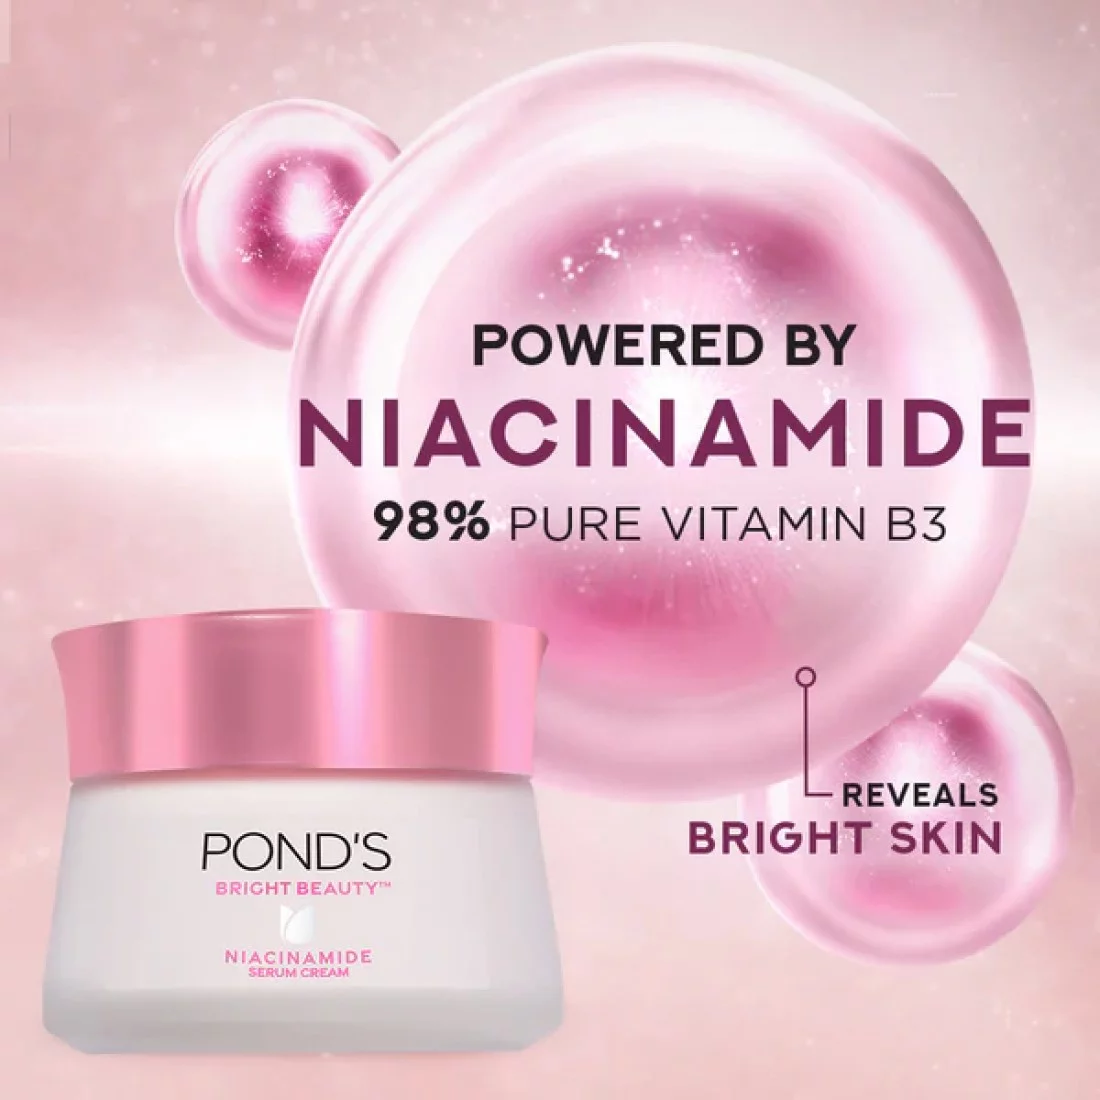 POWERED BY
NIACINAMIDE
98% PURE VITAMIN B3
REVEALS
BRIGHT SKIN
POND'S
BRIGHT BEAUTY™
NIACINAMIDE
SERUM CREAM